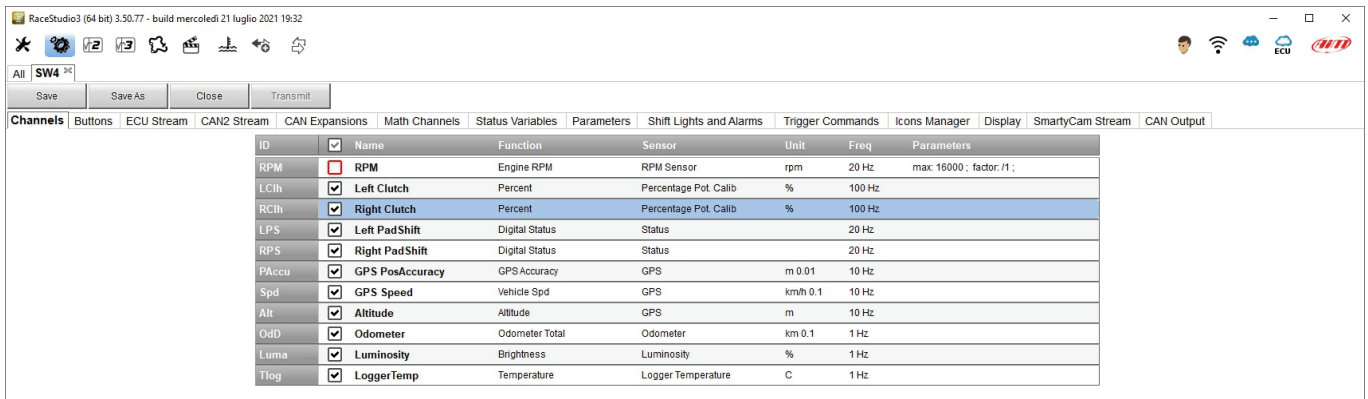 RaceStudio3 (64 bit) 3.50.77 - build mercoledì 21 luglio 2021 19:32
ECU AiM
All SW4
Save Save As Close Transmit
Channels Buttons ECU Stream CAN2 Stream CAN Expansions Math Channels Status Variables Parameters Shift Lights and Alarms Trigger Commands Icons Manager Display SmartyCam Stream CAN Output
ID Name Function Sensor Unit Freq Parameters
RPM RPM Engine RPM RPM Sensor rpm 20 Hz max: 16000 ; factor: /1 ;
LClh Left Clutch Percent Percentage Pot. Calib % 100 Hz
RClh Right Clutch Percent Percentage Pot. Calib % 100 Hz
LPS Left PadShift Digital Status Status 20 Hz
RPS Right PadShift Digital Status Status 20 Hz
PAccu GPS PosAccuracy GPS Accuracy GPS m 0.01 10 Hz
Spd GPS Speed Vehicle Spd GPS km/h 0.1 10 Hz
Alt Altitude Altitude GPS m 10 Hz
OdD Odometer Odometer Total Odometer km 0.1 1 Hz
Luma Luminosity Brightness Luminosity % 1 Hz
Tlog LoggerTemp Temperature Logger Temperature C 1 Hz